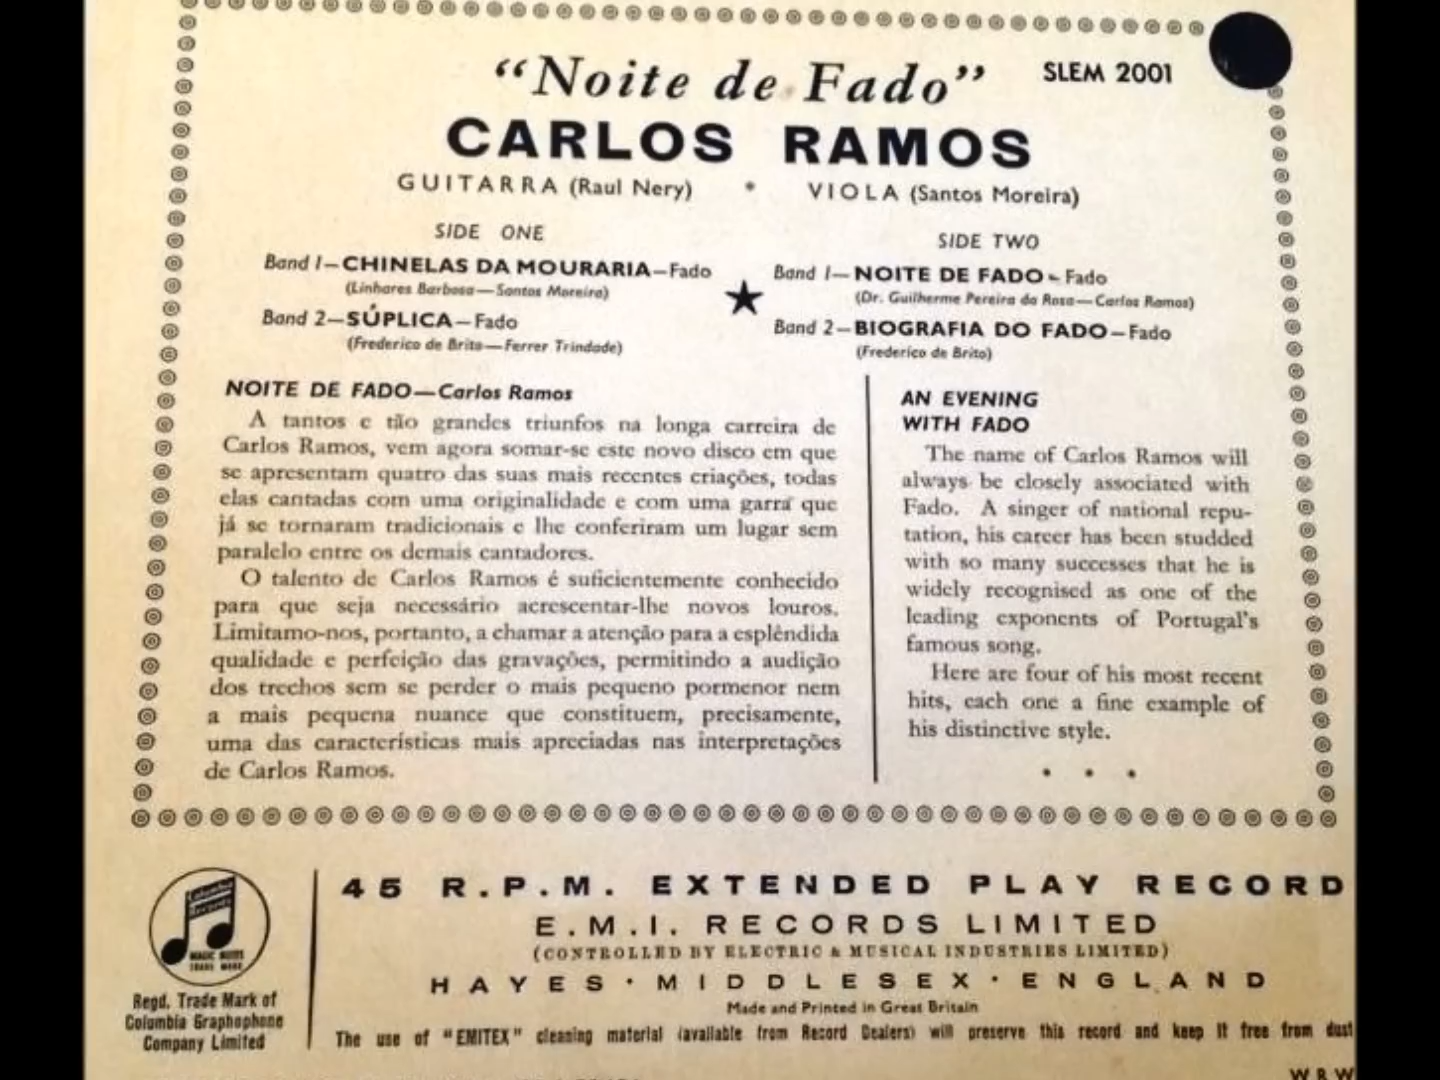 "Noite de Fado"
SLEM 2001
CARLOS RAMOS
GUITARRA (Raul Nery) • VIOLA (Santos Moreira)
SIDE ONE
Band 1—CHINELAS DA MOURARIA—Fado
(Linhares Barbosa—Santos Moreira)
Band 2—SÚPLICA—Fado
(Frederico de Brito—Ferrer Trindade)
★
SIDE TWO
Band 1—NOITE DE FADO - Fado
(Dr. Guilherme Pereira da Rosa—Carlos Ramos)
Band 2—BIOGRAFIA DO FADO—Fado
(Frederico de Brito)
NOITE DE FADO—Carlos Ramos
A tantos e tão grandes triunfos na longa carreira de
Carlos Ramos, vem agora somar-se este novo disco em que
se apresentam quatro das suas mais recentes criações, todas
elas cantadas com uma originalidade e com uma garra que
já se tornaram tradicionais e lhe conferiram um lugar sem
paralelo entre os demais cantadores.
O talento de Carlos Ramos é suficientemente conhecido
para que seja necessário acrescentar-lhe novos louros.
Limitamo-nos, portanto, a chamar a atenção para a esplêndida
qualidade e perfeição das gravações, permitindo a audição
dos trechos sem se perder o mais pequeno pormenor nem
a mais pequena nuance que constituem, precisamente,
uma das características mais apreciadas nas interpretações
de Carlos Ramos.
AN EVENING
WITH FADO
The name of Carlos Ramos will
always be closely associated with
Fado. A singer of national repu-
tation, his career has been studded
with so many successes that he is
widely recognised as one of the
leading exponents of Portugal's
famous song.
Here are four of his most recent
hits, each one a fine example of
his distinctive style.
• • •
Columbia
Records
MAGIC NOTES
TRADE MARK
Regd. Trade Mark of
Columbia Graphophone
Company Limited
45 R.P.M. EXTENDED PLAY RECORD
E.M.I. RECORDS LIMITED
(CONTROLLED BY ELECTRIC & MUSICAL INDUSTRIES LIMITED)
HAYES · MIDDLESEX · ENGLAND
Made and Printed in Great Britain
The use of "EMITEX" cleaning material (available from Record Dealers) will preserve this record and keep it free from dust
W & W